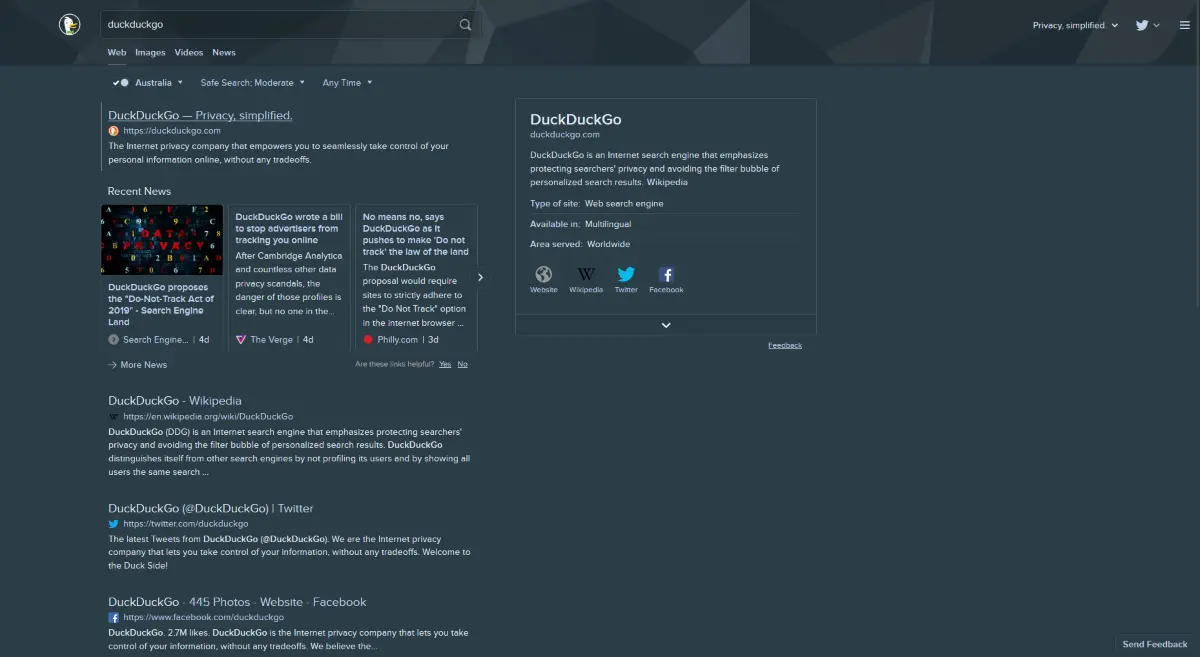 duckduckgo
Privacy, simplified.
Web Images Videos News
Australia Safe Search: Moderate Any Time
DuckDuckGo — Privacy, simplified.
https://duckduckgo.com
The Internet privacy company that empowers you to seamlessly take control of your
personal information online, without any tradeoffs.
Recent News
DATA
PRIVACY
DuckDuckGo proposes
the "Do-Not-Track Act of
2019" - Search Engine
Land
Search Engine... | 4d
DuckDuckGo wrote a bill
to stop advertisers from
tracking you online
After Cambridge Analytica
and countless other data
privacy scandals, the
danger of those profiles is
clear, but no one in the...
The Verge | 4d
No means no, says
DuckDuckGo as it
pushes to make 'Do not
track' the law of the land
The DuckDuckGo
proposal would require
sites to strictly adhere to
the "Do Not Track" option
in the internet browser ...
Philly.com | 3d
More News
Are these links helpful? Yes No
DuckDuckGo - Wikipedia
https://en.wikipedia.org/wiki/DuckDuckGo
DuckDuckGo (DDG) is an Internet search engine that emphasizes protecting searchers'
privacy and avoiding the filter bubble of personalized search results. DuckDuckGo
distinguishes itself from other search engines by not profiling its users and by showing all
users the same search ...
DuckDuckGo (@DuckDuckGo) | Twitter
https://twitter.com/duckduckgo
The latest Tweets from DuckDuckGo (@DuckDuckGo). We are the Internet privacy
company that lets you take control of your information, without any tradeoffs. Welcome to
the Duck Side!
DuckDuckGo - 445 Photos - Website - Facebook
https://www.facebook.com/duckduckgo
DuckDuckGo. 2.7M likes. DuckDuckGo is the Internet privacy company that lets you take
control of your information, without any tradeoffs. We believe the...
DuckDuckGo
duckduckgo.com
DuckDuckGo is an Internet search engine that emphasizes
protecting searchers' privacy and avoiding the filter bubble of
personalized search results. Wikipedia
Type of site: Web search engine
Available in: Multilingual
Area served: Worldwide
Website Wikipedia Twitter Facebook
Feedback
Send Feedback